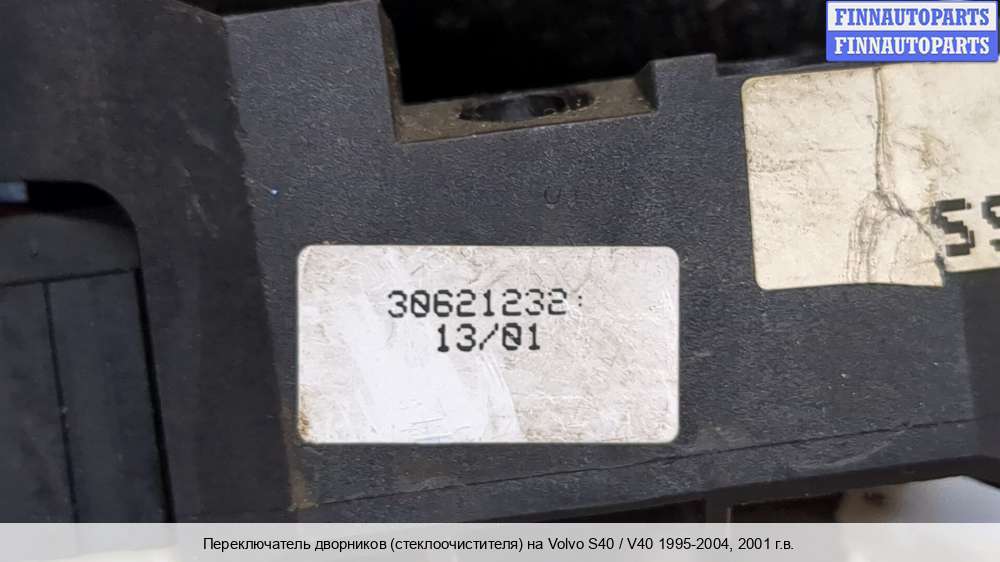 FINNAUTOPARTS
FINNAUTOPARTS
30621232
13/01
Переключатель дворников (стеклоочистителя) на Volvo S40 / V40 1995-2004, 2001 г.в.